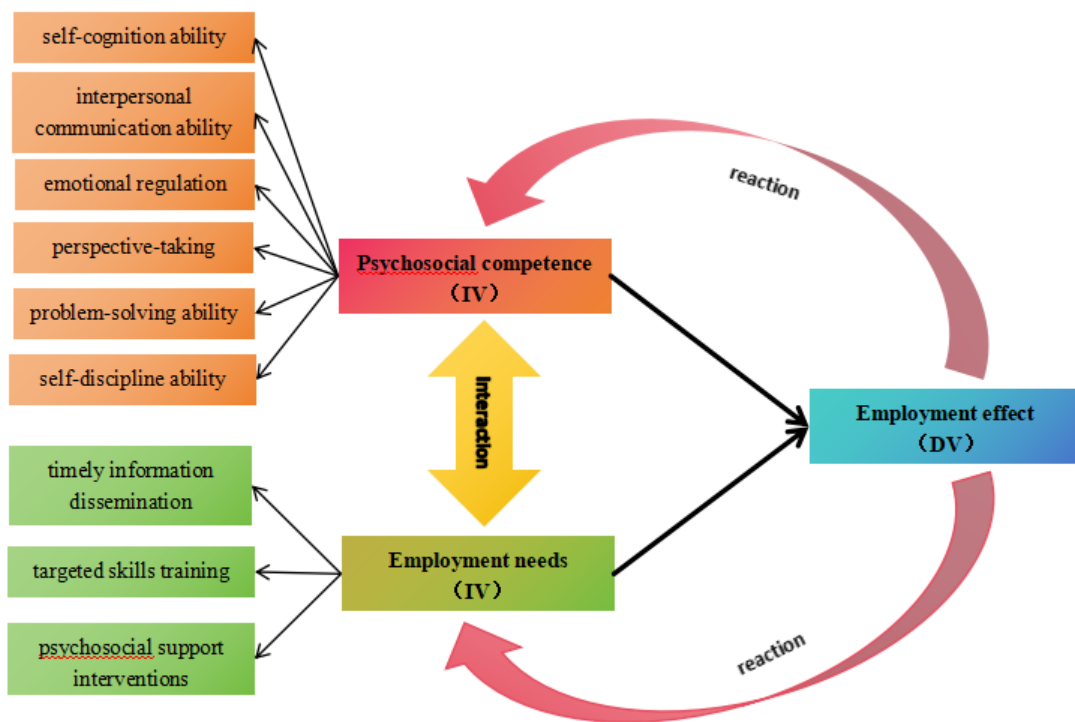 self-cognition ability
interpersonal
communication ability
emotional regulation
perspective-taking
problem-solving ability
self-discipline ability
timely information
dissemination
targeted skills training
psychosocial support
interventions
Psychosocial competence
（IV）
Interaction
Employment needs
（IV）
reaction
Employment effect
（DV）
reaction